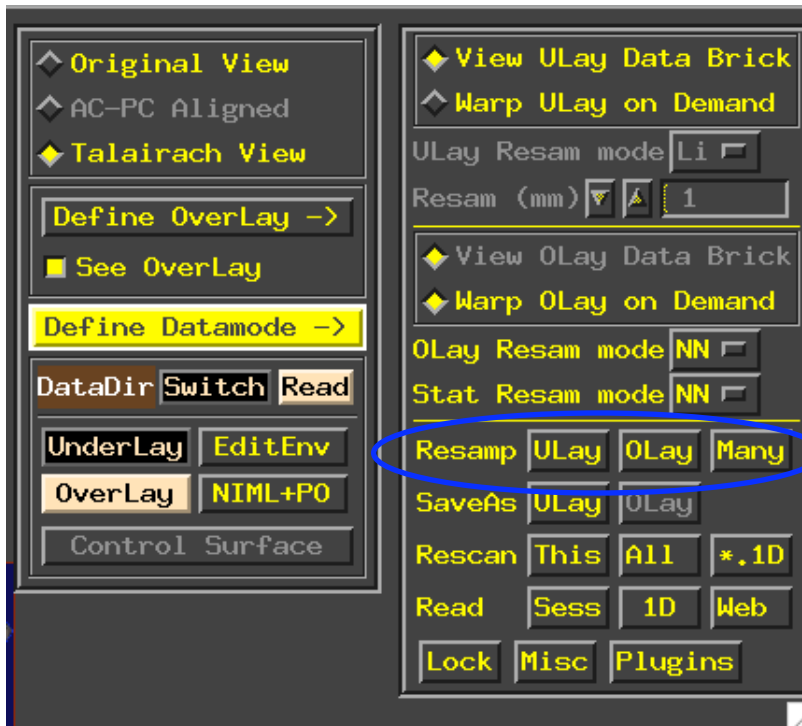 Original View
AC-PC Aligned
Talairach View
Define OverLay ->
See OverLay
Define Datamode ->
DataDir Switch Read
UnderLay EditEnv
OverLay NIML+PO
Control Surface
View ULay Data Brick
Warp ULay on Demand
ULay Resam mode Li
Resam (mm) 1
View OLay Data Brick
Warp OLay on Demand
OLay Resam mode NN
Stat Resam mode NN
Resamp ULay OLay Many
SaveAs ULay OLay
Rescan This All *.1D
Read Sess 1D Web
Lock Misc Plugins